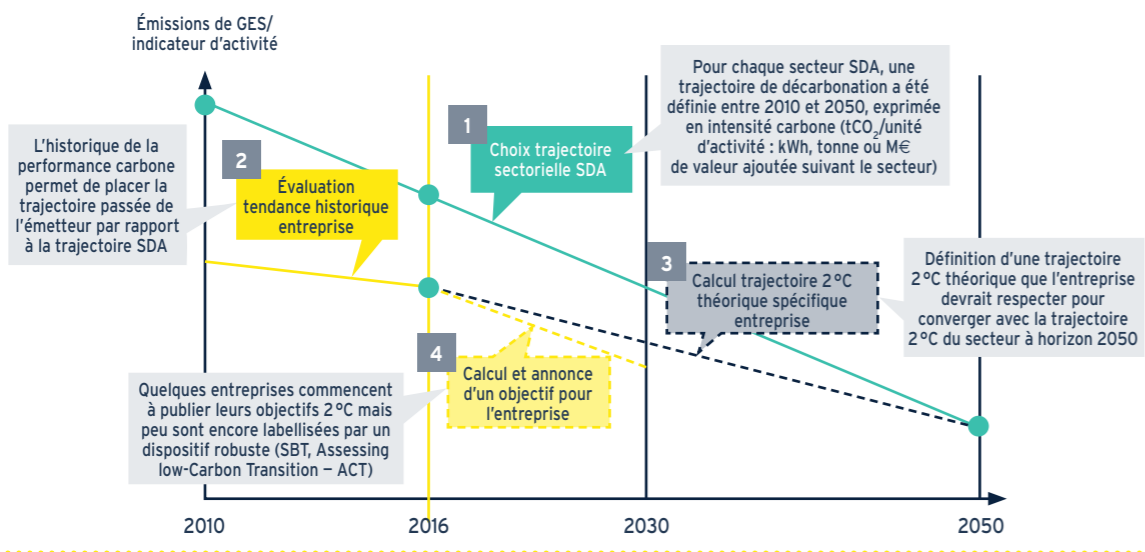 Émissions de GES/
indicateur d’activité
L’historique de la
performance carbone
permet de placer la
trajectoire passée de
l’émetteur par rapport
à la trajectoire SDA
2
Évaluation
tendance historique
entreprise
1
Choix trajectoire
sectorielle SDA
Pour chaque secteur SDA, une
trajectoire de décarbonation a été
définie entre 2010 et 2050, exprimée
en intensité carbone (tCO₂/unité
d’activité : kWh, tonne ou M€
de valeur ajoutée suivant le secteur)
3
Calcul trajectoire 2 °C
théorique spécifique
entreprise
Définition d’une trajectoire
2 °C théorique que l’entreprise
devrait respecter pour
converger avec la trajectoire
2 °C du secteur à horizon 2050
4
Calcul et annonce
d’un objectif pour
l’entreprise
Quelques entreprises commencent
à publier leurs objectifs 2 °C mais
peu sont encore labellisées par un
dispositif robuste (SBT, Assessing
low-Carbon Transition – ACT)
2010
2016
2030
2050